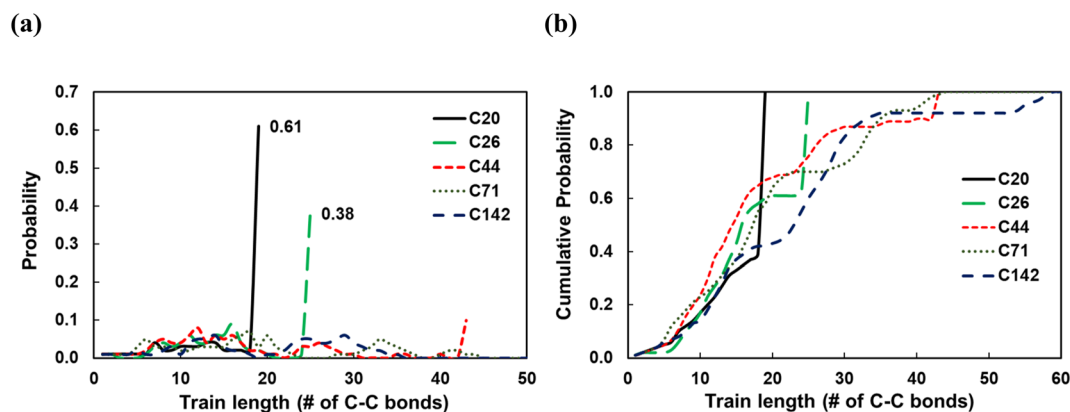 (a)
(b)
0.7
0.6
0.5
0.4
0.3
0.2
0.1
0.0
Probability
0.61
0.38
C20
C26
C44
C71
C142
0 10 20 30 40 50
Train length (# of C-C bonds)
1.0
0.8
0.6
0.4
0.2
0.0
Cumulative Probability
C20
C26
C44
C71
C142
0 10 20 30 40 50 60
Train length (# of C-C bonds)